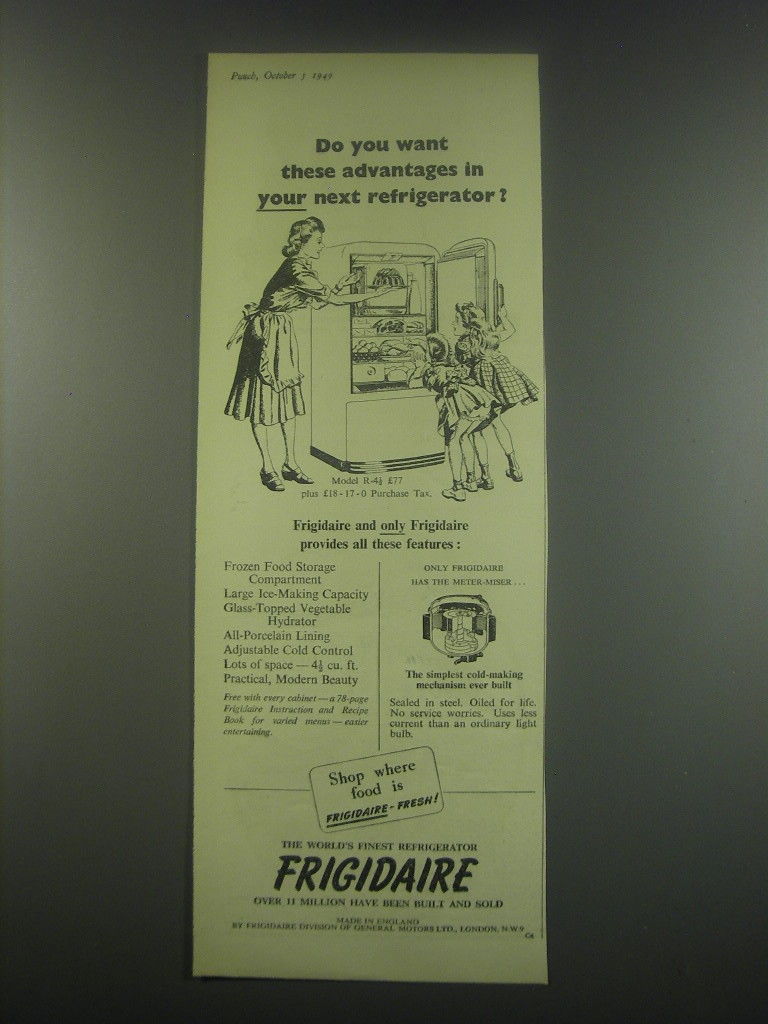 Punch, October 5 1949
Do you want
these advantages in
your next refrigerator?
Model R-4½ £77
plus £18-17-0 Purchase Tax.
Frigidaire and only Frigidaire
provides all these features :
Frozen Food Storage
Compartment
Large Ice-Making Capacity
Glass-Topped Vegetable
Hydrator
All-Porcelain Lining
Adjustable Cold Control
Lots of space — 4½ cu. ft.
Practical, Modern Beauty
Free with every cabinet — a 78-page
Frigidaire Instruction and Recipe
Book for varied menus — easier
entertaining.
ONLY FRIGIDAIRE
HAS THE METER-MISER . . .
The simplest cold-making
mechanism ever built
Sealed in steel. Oiled for life.
No service worries. Uses less
current than an ordinary light
bulb.
Shop where
food is
FRIGIDAIRE - FRESH!
THE WORLD'S FINEST REFRIGERATOR
FRIGIDAIRE
OVER 11 MILLION HAVE BEEN BUILT AND SOLD
MADE IN ENGLAND
BY FRIGIDAIRE DIVISION OF GENERAL MOTORS LTD., LONDON, N.W.9